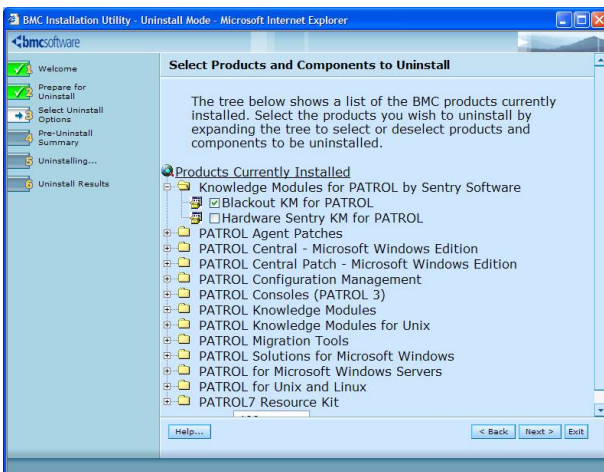 BMC Installation Utility - Uninstall Mode - Microsoft Internet Explorer
bmcsoftware
1 Welcome
2 Prepare for
Uninstall
3 Select Uninstall
Options
4 Pre-Uninstall
Summary
5 Uninstalling...
6 Uninstall Results
Select Products and Components to Uninstall
The tree below shows a list of the BMC products currently
installed. Select the products you wish to uninstall by
expanding the tree to select or deselect products and
components to be uninstalled.
Products Currently Installed
Knowledge Modules for PATROL by Sentry Software
Blackout KM for PATROL
Hardware Sentry KM for PATROL
PATROL Agent Patches
PATROL Central - Microsoft Windows Edition
PATROL Central Patch - Microsoft Windows Edition
PATROL Configuration Management
PATROL Consoles (PATROL 3)
PATROL Knowledge Modules
PATROL Knowledge Modules for Unix
PATROL Migration Tools
PATROL Solutions for Microsoft Windows
PATROL for Microsoft Windows Servers
PATROL for Unix and Linux
PATROL7 Resource Kit
Help...
< Back Next > Exit